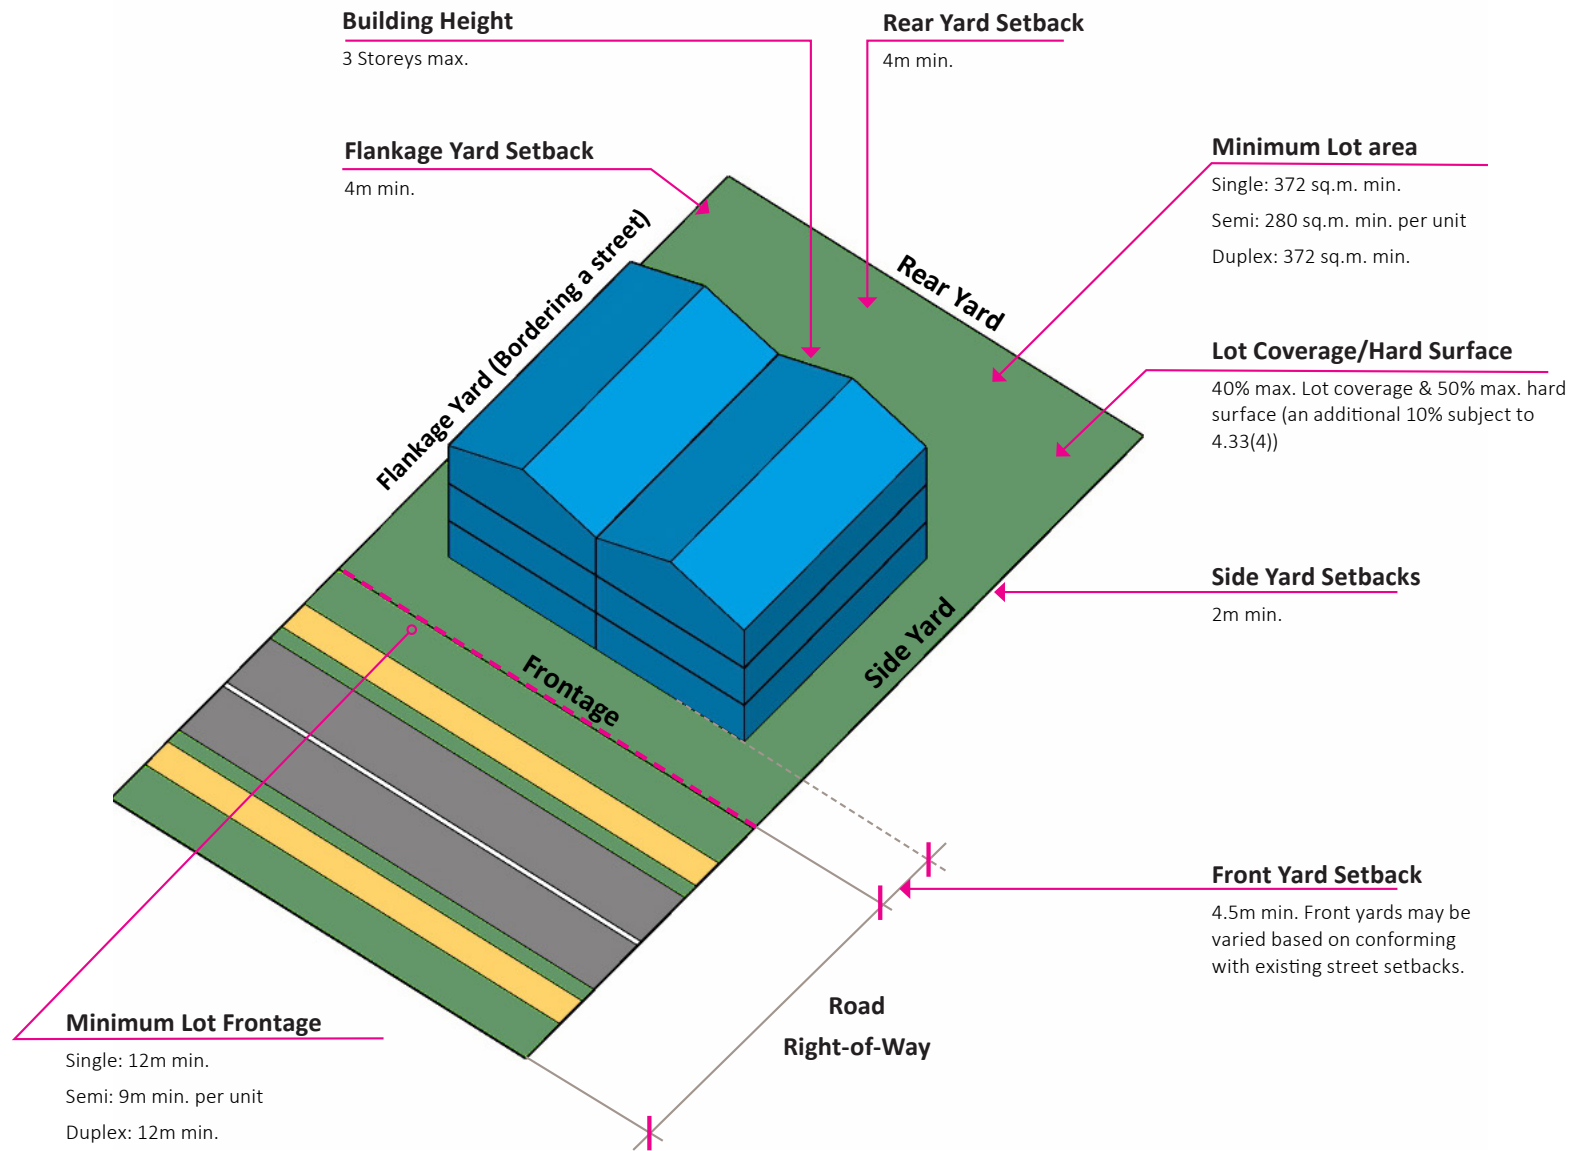 Building Height
3 Storeys max.
Rear Yard Setback
4m min.
Flankage Yard Setback
4m min.
Minimum Lot area
Single: 372 sq.m. min.
Semi: 280 sq.m. min. per unit
Duplex: 372 sq.m. min.
Flankage Yard (Bordering a street)
Rear Yard
Lot Coverage/Hard Surface
40% max. Lot coverage & 50% max. hard
surface (an additional 10% subject to
4.33(4))
Side Yard Setbacks
2m min.
Side Yard
Frontage
Front Yard Setback
4.5m min. Front yards may be
varied based on conforming
with existing street setbacks.
Road
Right-of-Way
Minimum Lot Frontage
Single: 12m min.
Semi: 9m min. per unit
Duplex: 12m min.